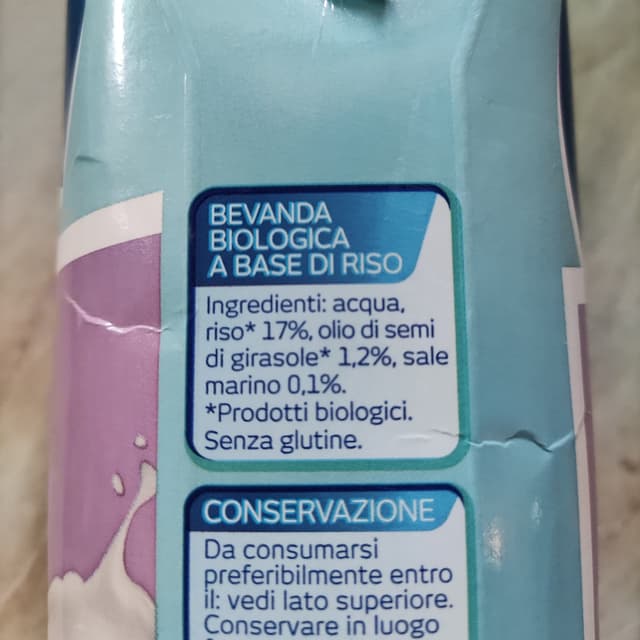 BEVANDA
BIOLOGICA
A BASE DI RISO
Ingredienti: acqua,
riso* 17%, olio di semi
di girasole* 1,2%, sale
marino 0,1%.
*Prodotti biologici.
Senza glutine.
CONSERVAZIONE
Da consumarsi
preferibilmente entro
il: vedi lato superiore.
Conservare in luogo